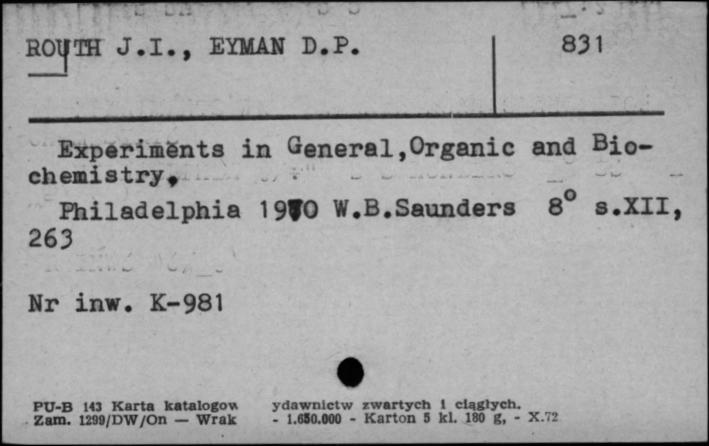 ROUTH J.I., EYMAN D.P. 831
Experiments in General,Organic and Bio-
chemistry,
Philadelphia 1970 W.B.Saunders 8° s.XII,
263
Nr inw. K-981
PU-B 143 Karta katalogow ydawnictw zwartych i ciągłych.
Zam. 1299/DW/On — Wrak - 1.650.000 - Karton 5 kl. 180 g, - X.72